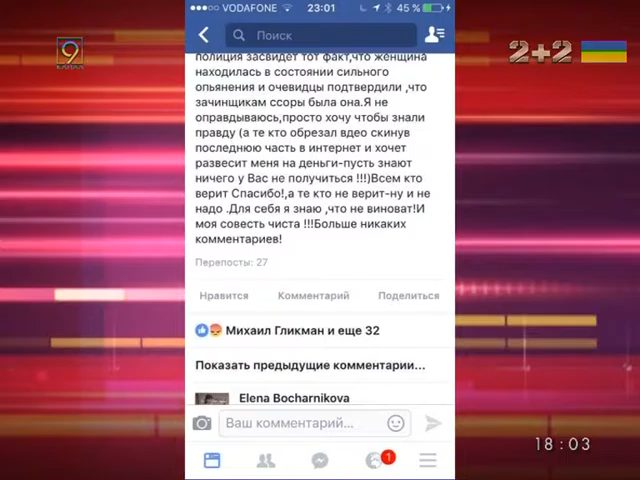 VODAFONE
23:01
45 %
Поиск
9
КАНАЛ
2+2
полиция засвидет тот факт,что женщина
находилась в состоянии сильного
опьянения и очевидцы подтвердили ,что
зачинщикам ссоры была она.Я не
оправдываюсь,просто хочу чтобы знали
правду (а те кто обрезал вдео скинув
последнюю часть в интернет и хочет
развесит меня на деньги-пусть знают
ничего у Вас не получиться !!!)Всем кто
верит Спасибо!,а те кто не верит-ну и не
надо .Для себя я знаю ,что не виноват!И
моя совесть чиста !!!Больше никаких
комментариев!
Перепосты: 27
Нравится Комментарий Поделиться
Михаил Гликман и еще 32
Показать предыдущие комментарии...
Elena Bocharnikova
Ваш комментарий...
1
18:03